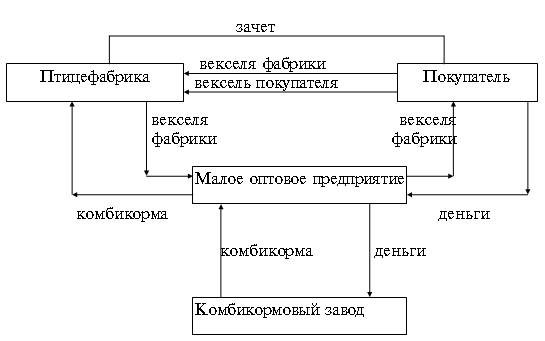 зачет
векселя фабрики
Птицефабрика
Покупатель
вексель покупателя
векселя
фабрики
векселя
фабрики
Малое оптовое предприятие
комбикорма
деньги
комбикорма
деньги
Комбикормовый завод